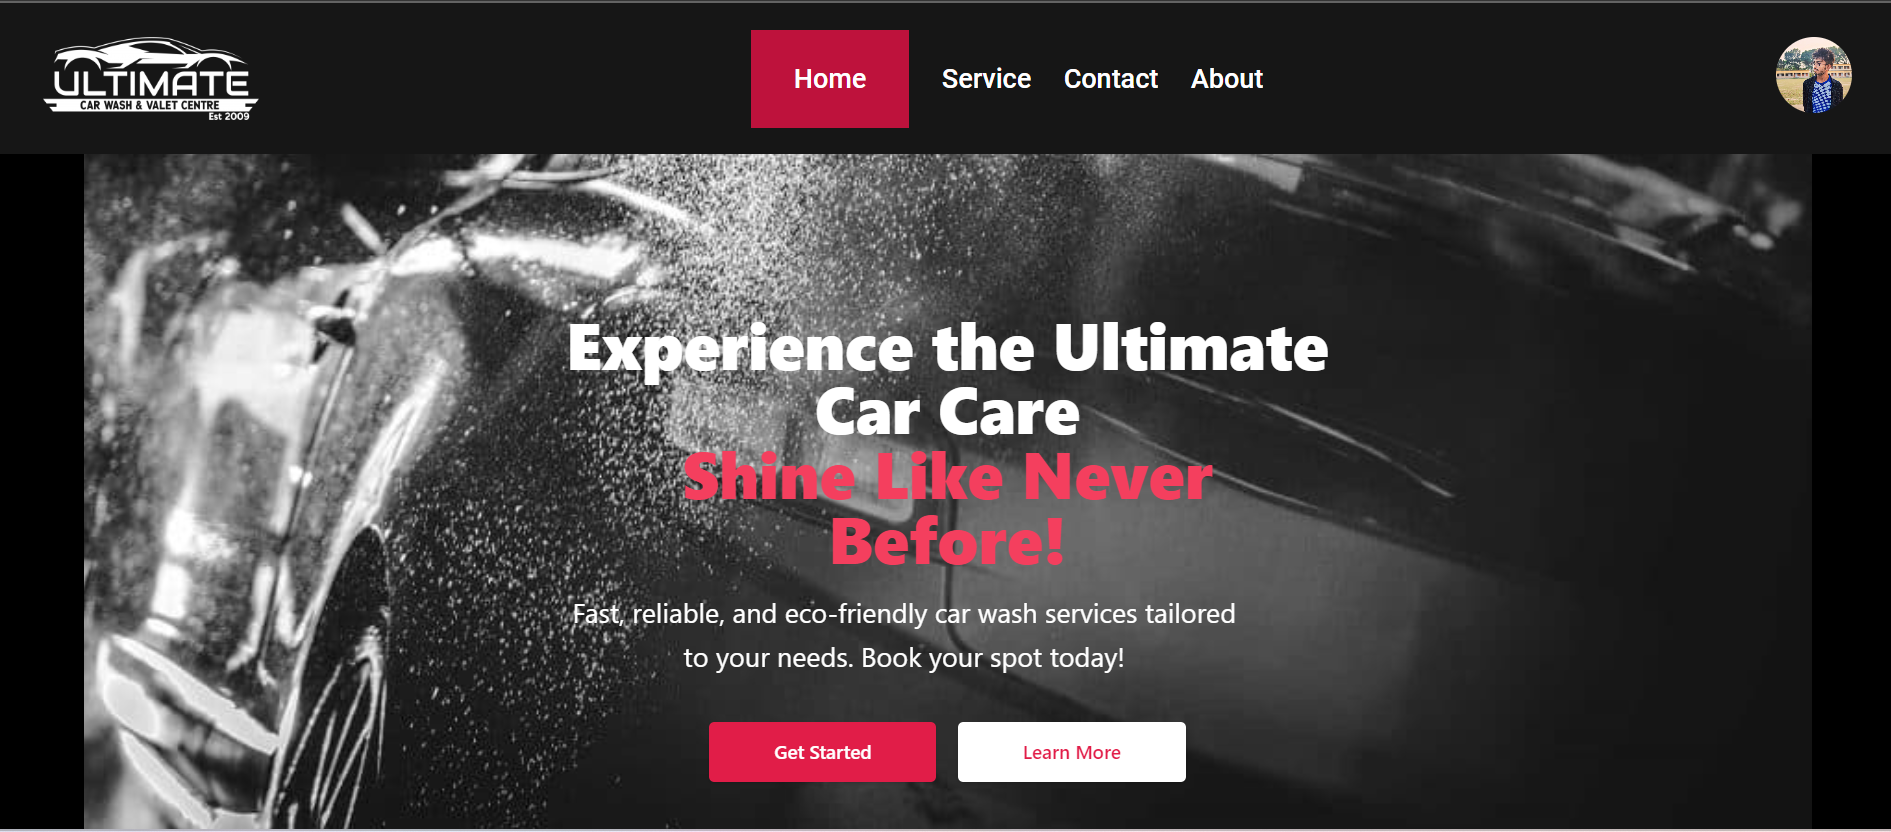 ULTIMATE
CAR WASH & VALET CENTRE
Est 2009
Home Service Contact About
Experience the Ultimate
Car Care
Shine Like Never
Before!
Fast, reliable, and eco-friendly car wash services tailored
to your needs. Book your spot today!
Get Started Learn More